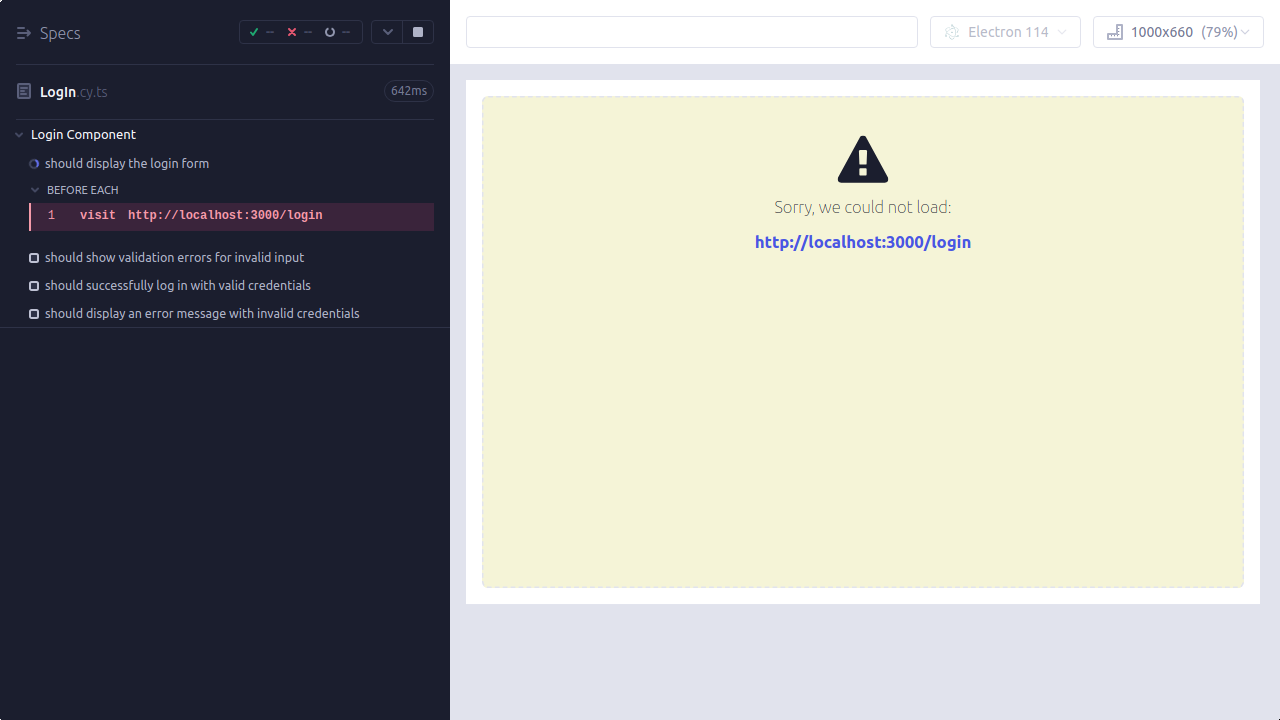 Specs
--
--
--
LogIn.cy.ts
642ms
Login Component
should display the login form
BEFORE EACH
1 visit http://localhost:3000/login
should show validation errors for invalid input
should successfully log in with valid credentials
should display an error message with invalid credentials
Electron 114
1000x660 (79%)
Sorry, we could not load:
http://localhost:3000/login